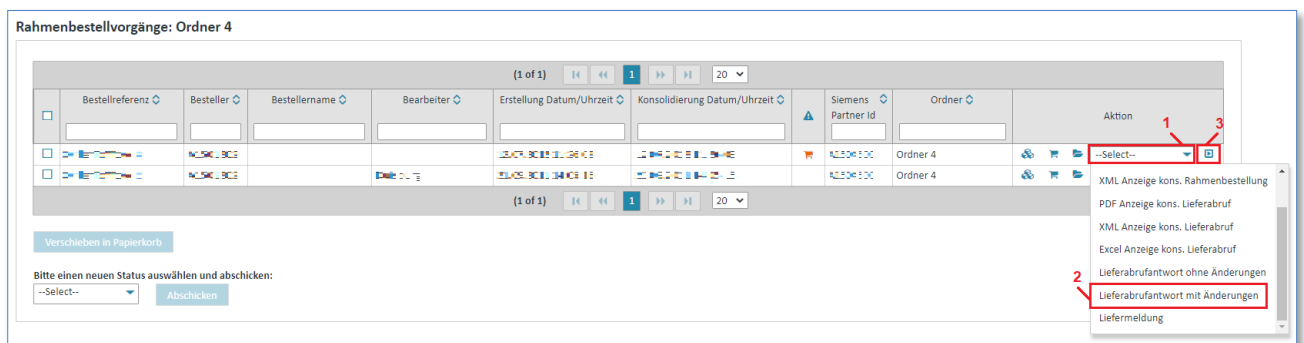 Rahmenbestellvorgänge: Ordner 4
(1 of 1) 1 20
Bestellreferenz Besteller Bestellername Bearbeiter Erstellung Datum/Uhrzeit Konsolidierung Datum/Uhrzeit Siemens Partner Id Ordner Aktion
1 3
Ordner 4 --Select--
Ordner 4
(1 of 1) 1 20
XML Anzeige kons. Rahmenbestellung
PDF Anzeige kons. Lieferabruf
XML Anzeige kons. Lieferabruf
Excel Anzeige kons. Lieferabruf
Lieferabrufantwort ohne Änderungen
2 Lieferabrufantwort mit Änderungen
Liefermeldung
Verschieben in Papierkorb
Bitte einen neuen Status auswählen und abschicken:
--Select-- Abschicken